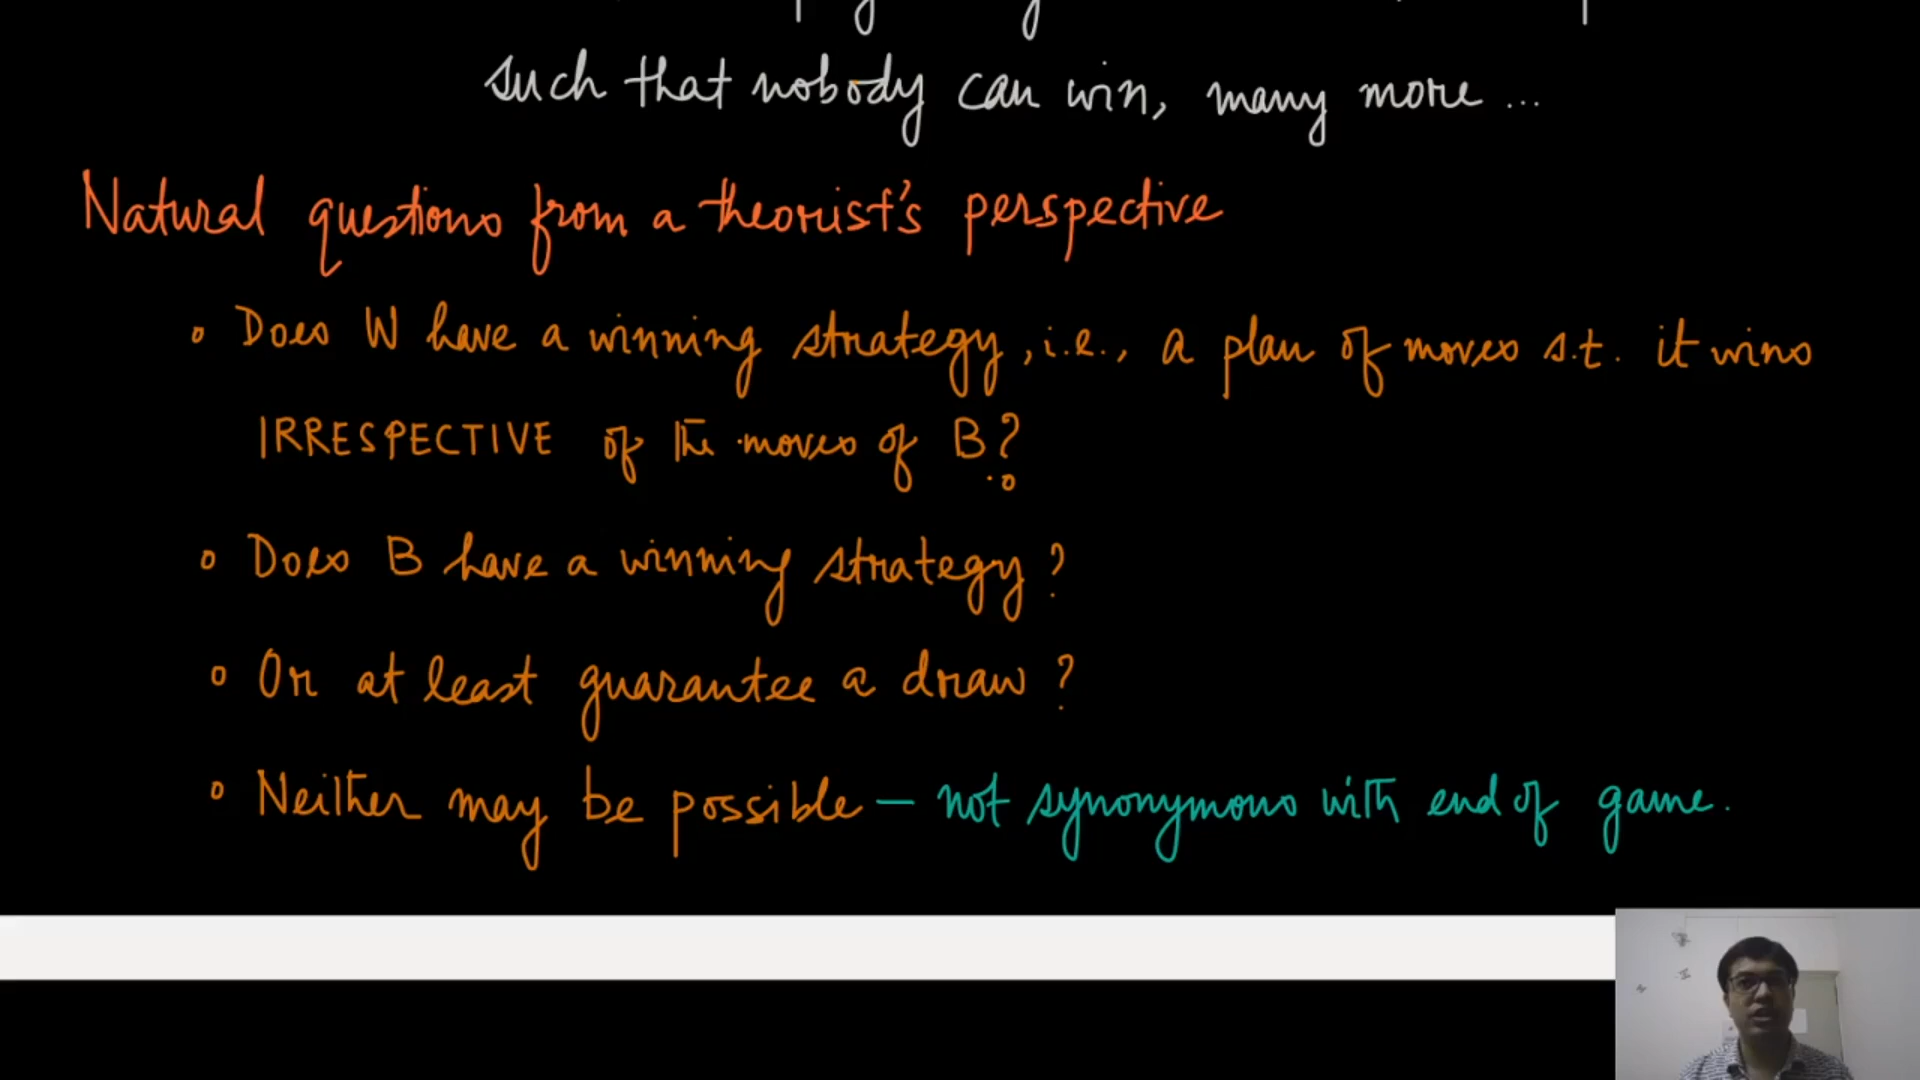 such that nobody can win, many more ...
Natural questions from a theorist's perspective
Does W have a winning strategy, i.e., a plan of moves s.t. it wins
IRRESPECTIVE of the moves of B?
Does B have a winning strategy?
Or at least guarantee a draw?
Neither may be possible — not synonymous with end of game.